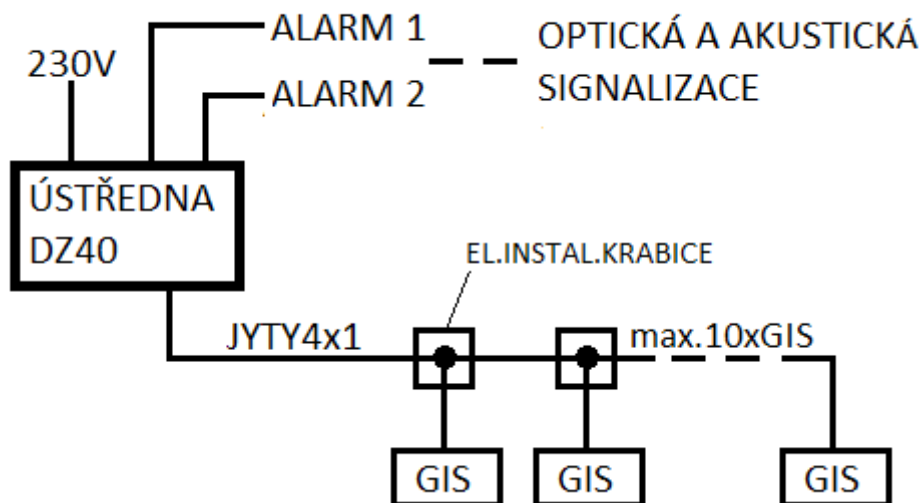 ALARM 1
OPTICKÁ A AKUSTICKÁ
230V
ALARM 2
SIGNALIZACE
ÚSTŘEDNA
DZ40
EL.INSTAL.KRABICE
JYTY4x1
max.10xGIS
GIS
GIS
GIS